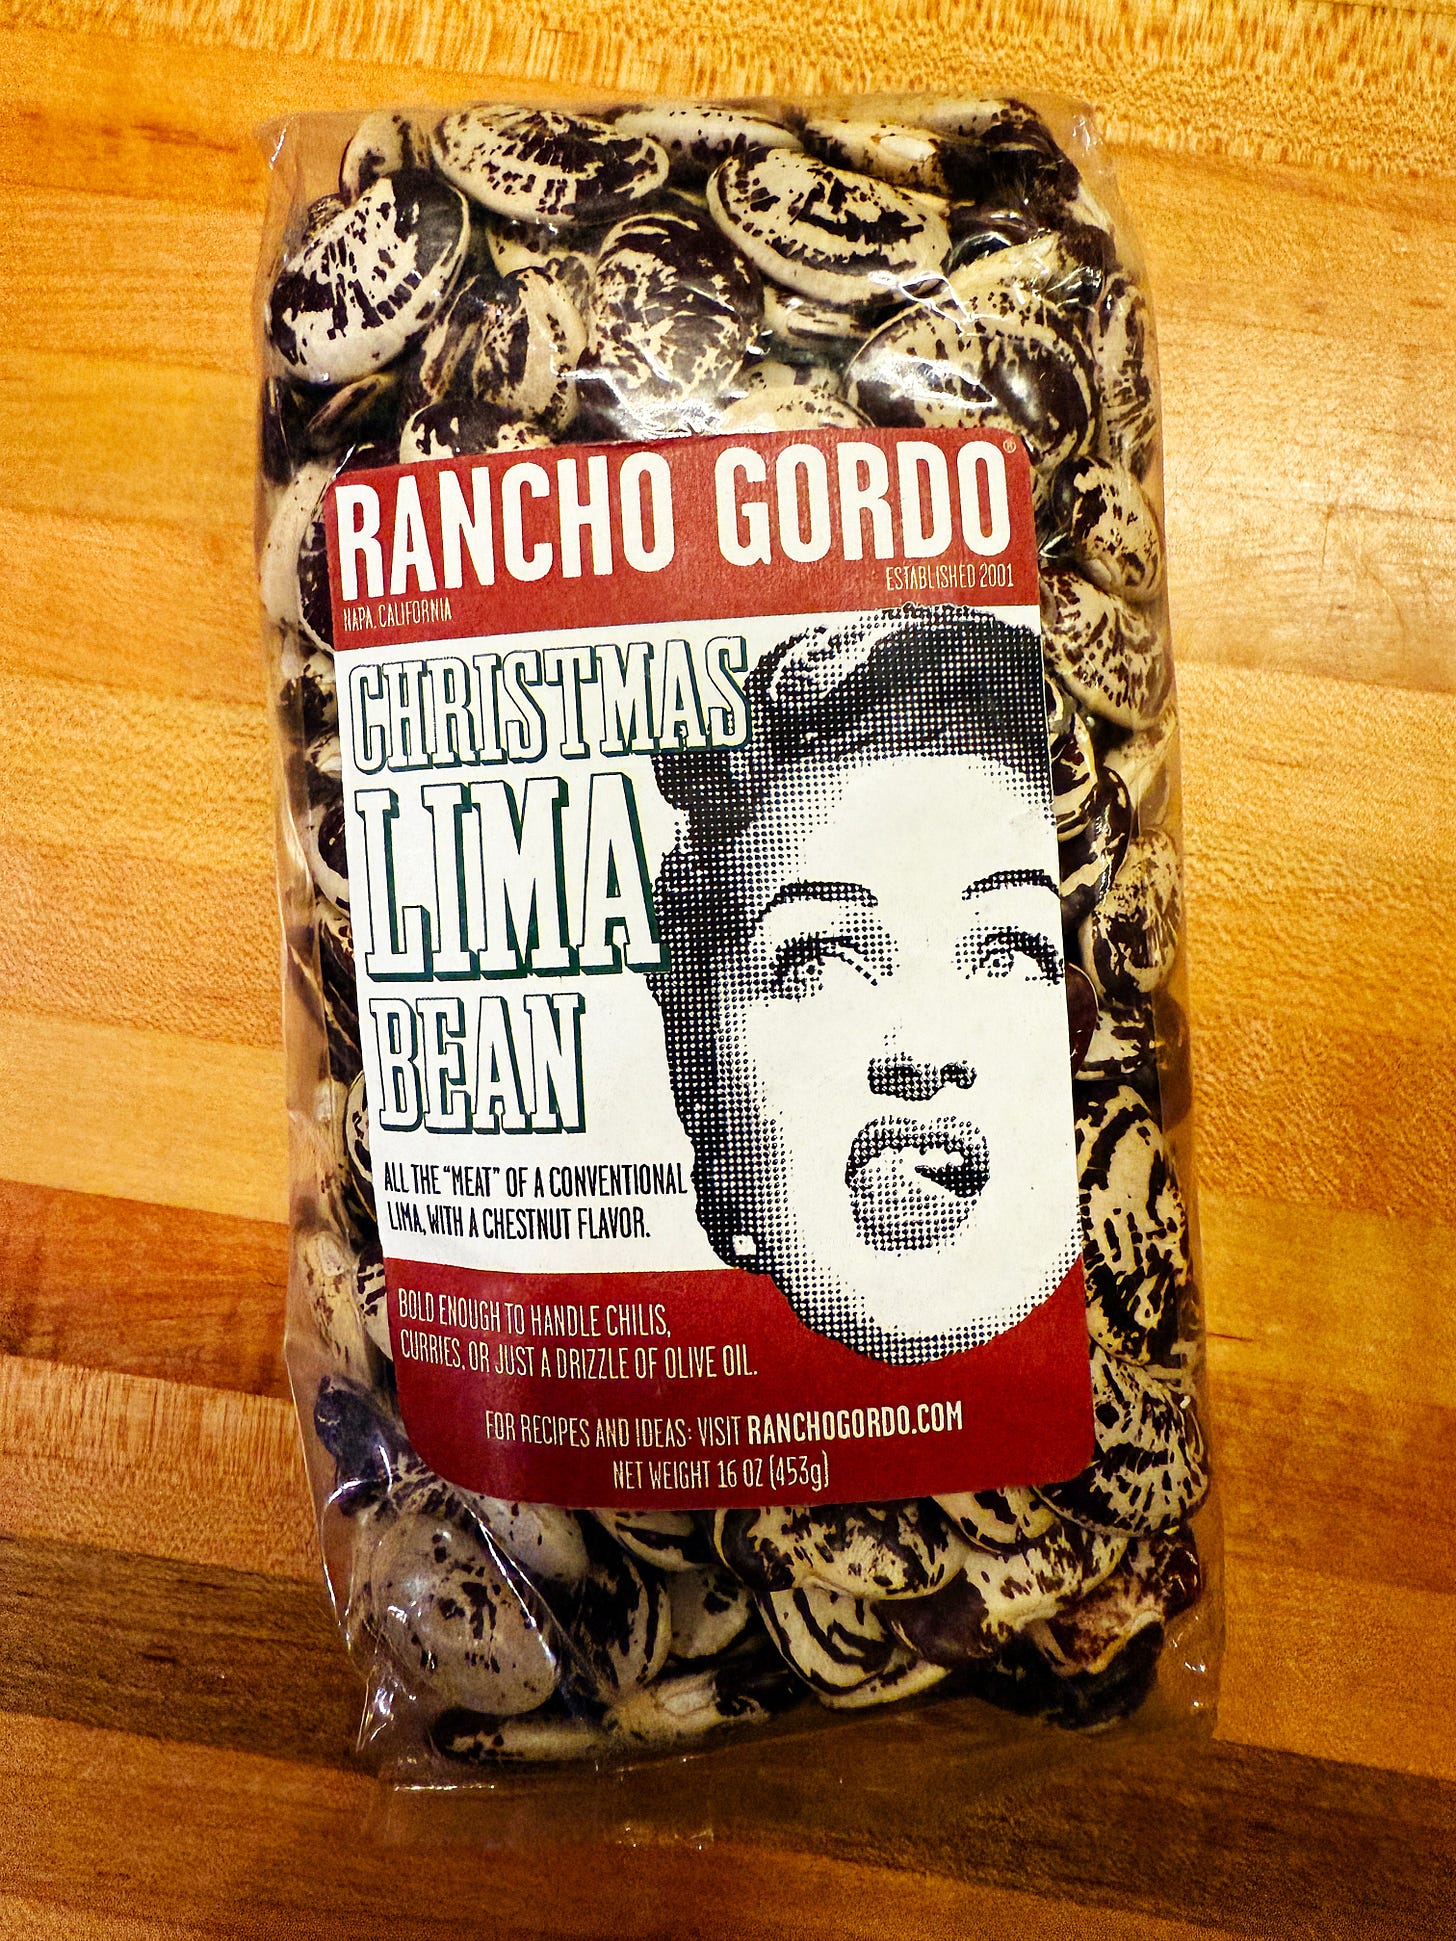 RANCHO GORDO®
NAPA, CALIFORNIA
ESTABLISHED 2001
CHRISTMAS
LIMA
BEAN
ALL THE “MEAT” OF A CONVENTIONAL
LIMA, WITH A CHESTNUT FLAVOR.
BOLD ENOUGH TO HANDLE CHILIS,
CURRIES, OR JUST A DRIZZLE OF OLIVE OIL.
FOR RECIPES AND IDEAS: VISIT RANCHOGORDO.COM
NET WEIGHT 16 OZ (453g)